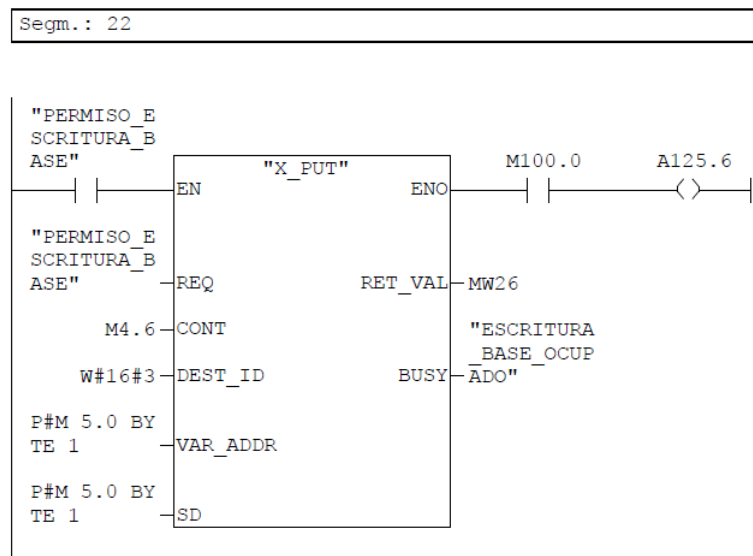 Segm.: 22
"PERMISO_E
SCRITURA_B
ASE"
"X_PUT"
M100.0
A125.6
EN
ENO
"PERMISO_E
SCRITURA_B
ASE"
REQ
RET_VAL
MW26
M4.6
CONT
"ESCRITURA
_BASE_OCUP
ADO"
W#16#3
DEST_ID
BUSY
P#M 5.0 BY
TE 1
VAR_ADDR
P#M 5.0 BY
TE 1
SD